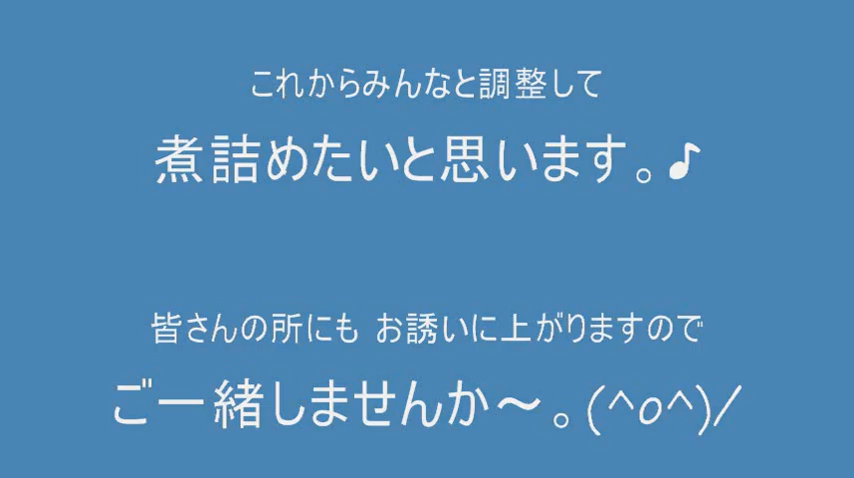 これからみんなと調整して
煮詰めたいと思います。♪
皆さんの所にも お誘いに上がりますので
ご一緒しませんか～。(^o^)/